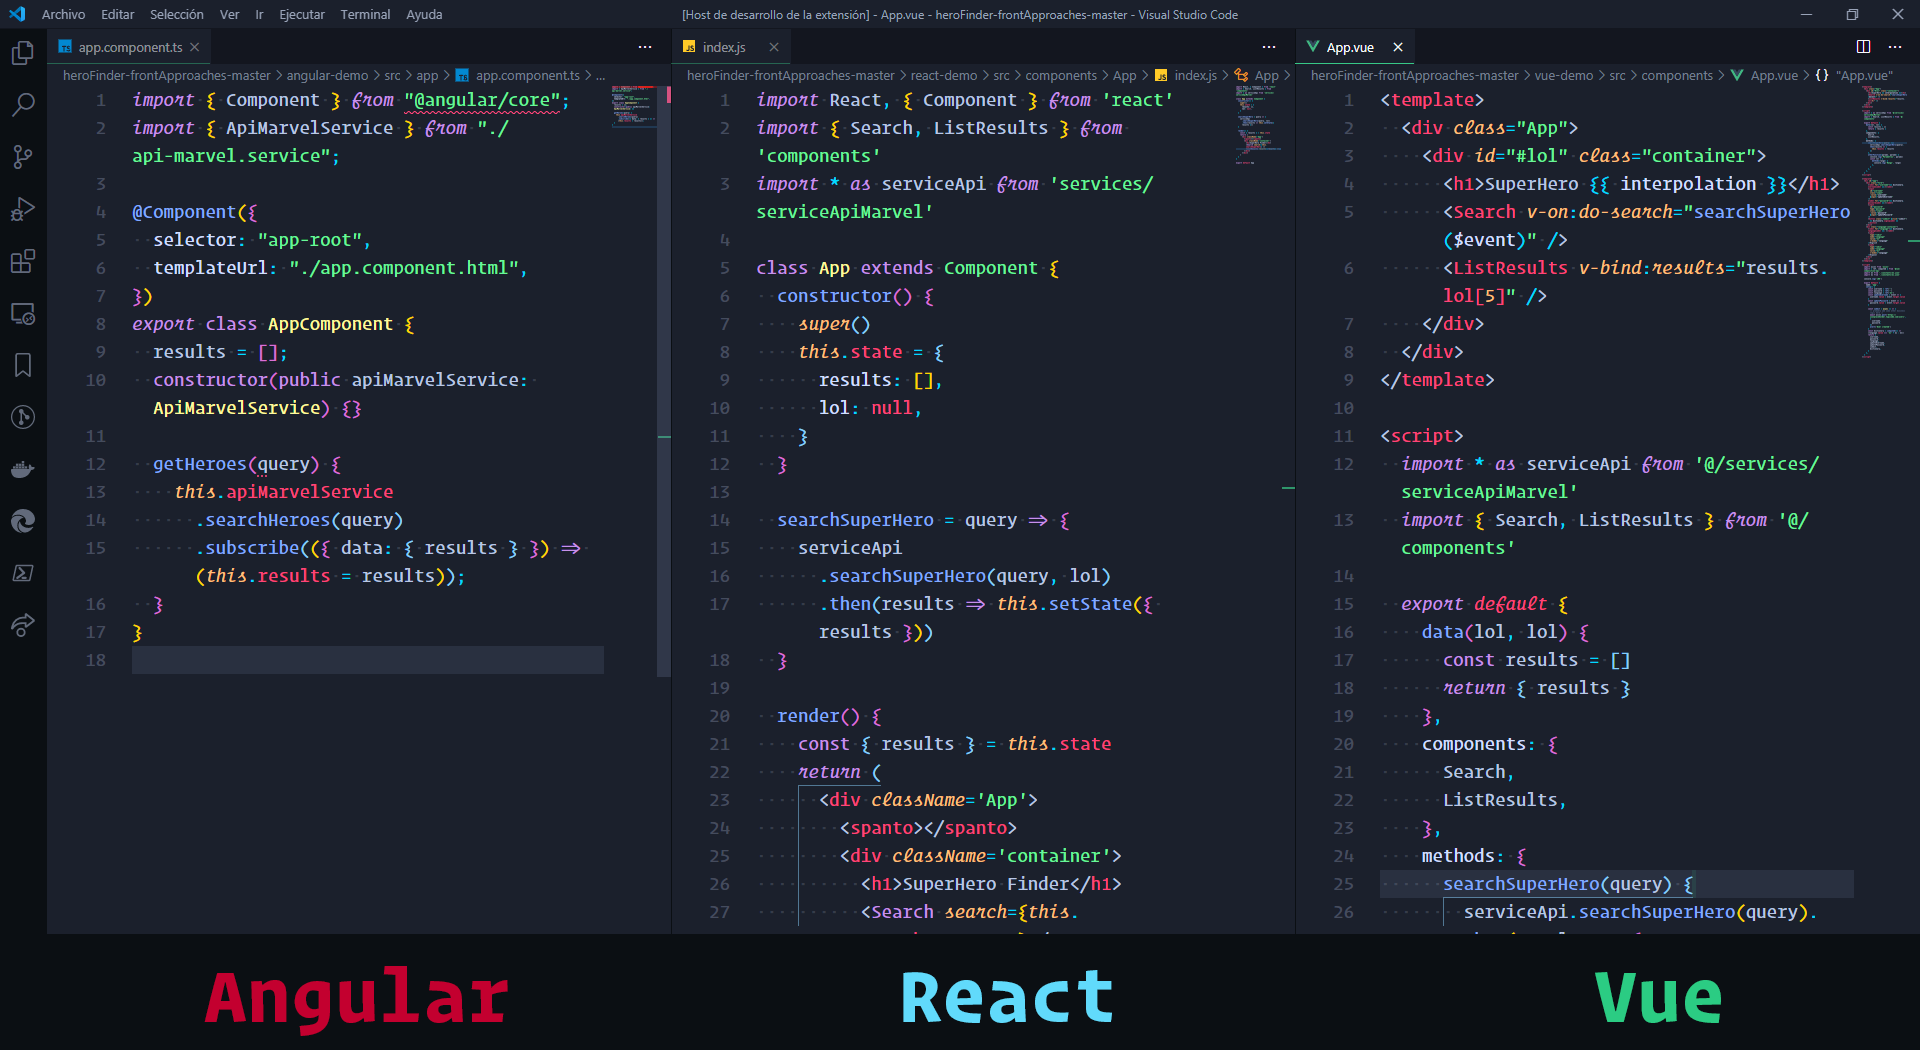 Archivo Editar Selección Ver Ir Ejecutar Terminal Ayuda
[Host de desarrollo de la extensión] - App.vue - heroFinder-frontApproaches-master - Visual Studio Code
TS app.component.ts
heroFinder-frontApproaches-master > angular-demo > src > app > TS app.component.ts > ...
1 import { Component } from "@angular/core";
2 import { ApiMarvelService } from "./
api-marvel.service";
3
4 @Component({
5 selector: "app-root",
6 templateUrl: "./app.component.html",
7 })
8 export class AppComponent {
9 results = [];
10 constructor(public apiMarvelService:
ApiMarvelService) {}
11
12 getHeroes(query) {
13 this.apiMarvelService
14 .searchHeroes(query)
15 .subscribe(({ data: { results } }) =>
(this.results = results));
16 }
17 }
18
JS index.js
heroFinder-frontApproaches-master > react-demo > src > components > App > JS index.js > App >
1 import React, { Component } from 'react'
2 import { Search, ListResults } from
'components'
3 import * as serviceApi from 'services/
serviceApiMarvel'
4
5 class App extends Component {
6 constructor() {
7 super()
8 this.state = {
9 results: [],
10 lol: null,
11 }
12 }
13
14 searchSuperHero = query => {
15 serviceApi
16 .searchSuperHero(query, lol)
17 .then(results => this.setState({
results }))
18 }
19
20 render() {
21 const { results } = this.state
22 return (
23 <div className='App'>
24 <spanto></spanto>
25 <div className='container'>
26 <h1>SuperHero Finder</h1>
27 <Search search={this.
App.vue
heroFinder-frontApproaches-master > vue-demo > src > components > App.vue > {} "App.vue"
1 <template>
2 <div class="App">
3 <div id="#lol" class="container">
4 <h1>SuperHero {{ interpolation }}</h1>
5 <Search v-on:do-search="searchSuperHero
($event)" />
6 <ListResults v-bind:results="results.
lol[5]" />
7 </div>
8 </div>
9 </template>
10
11 <script>
12 import * as serviceApi from '@/services/
serviceApiMarvel'
13 import { Search, ListResults } from '@/
components'
14
15 export default {
16 data(lol, lol) {
17 const results = []
18 return { results }
19 },
20 components: {
21 Search,
22 ListResults,
23 },
24 methods: {
25 searchSuperHero(query) {
26 serviceApi.searchSuperHero(query).
Angular
React
Vue